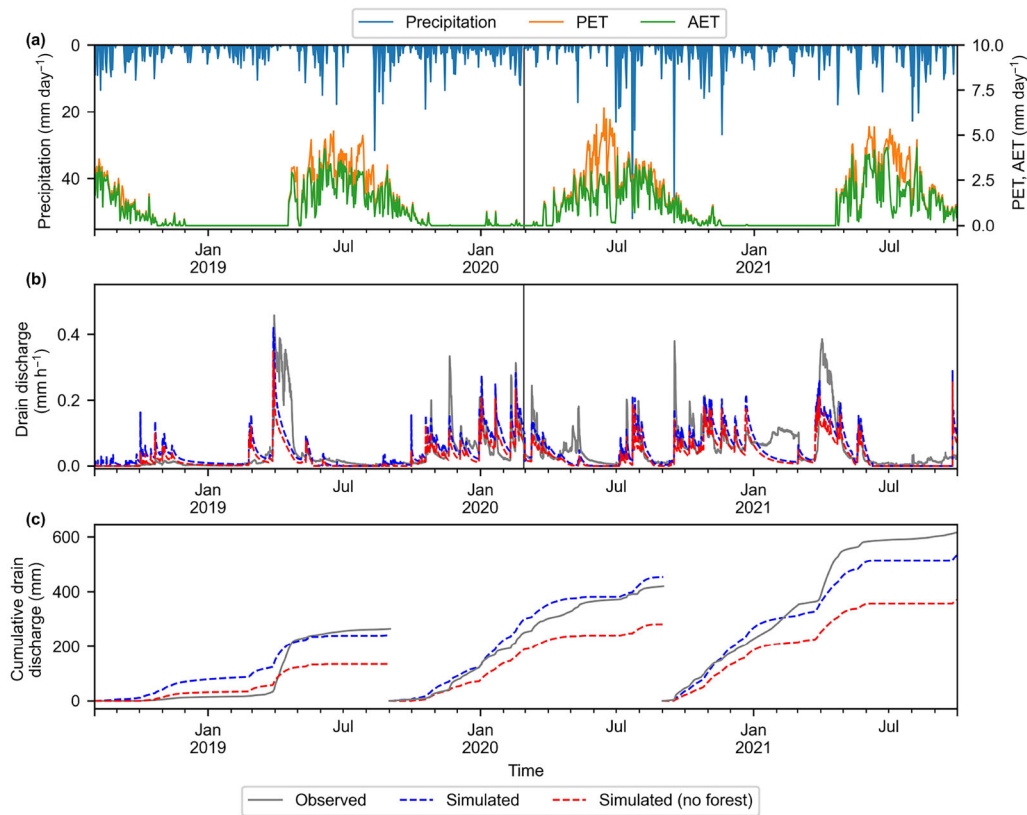 Precipitation PET AET
(a)
0
20
40
Precipitation (mm day⁻¹)
10.0
7.5
5.0
2.5
0.0
PET, AET (mm day⁻¹)
Jan
2019
Jul
Jan
2020
Jul
Jan
2021
Jul
(b)
0.4
0.2
0.0
Drain discharge
(mm h⁻¹)
Jan
2019
Jul
Jan
2020
Jul
Jan
2021
Jul
(c)
600
400
200
0
Cumulative drain
discharge (mm)
Jan
2019
Jul
Jan
2020
Jul
Jan
2021
Jul
Time
Observed Simulated Simulated (no forest)